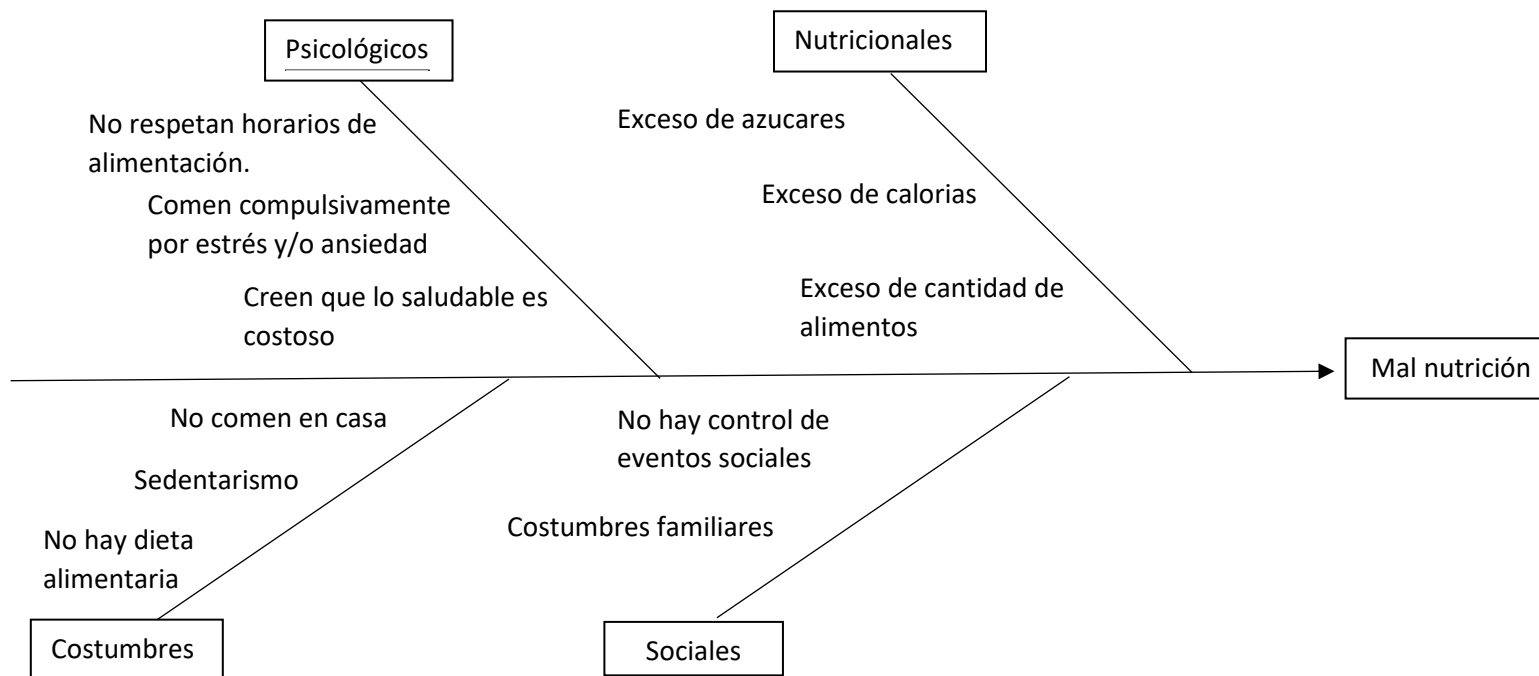 Psicológicos
Nutricionales
No respetan horarios de
alimentación.
Comen compulsivamente
por estrés y/o ansiedad
Creen que lo saludable es
costoso
Exceso de azucares
Exceso de calorias
Exceso de cantidad de
alimentos
Mal nutrición
No comen en casa
Sedentarismo
No hay dieta
alimentaria
Costumbres
No hay control de
eventos sociales
Costumbres familiares
Sociales